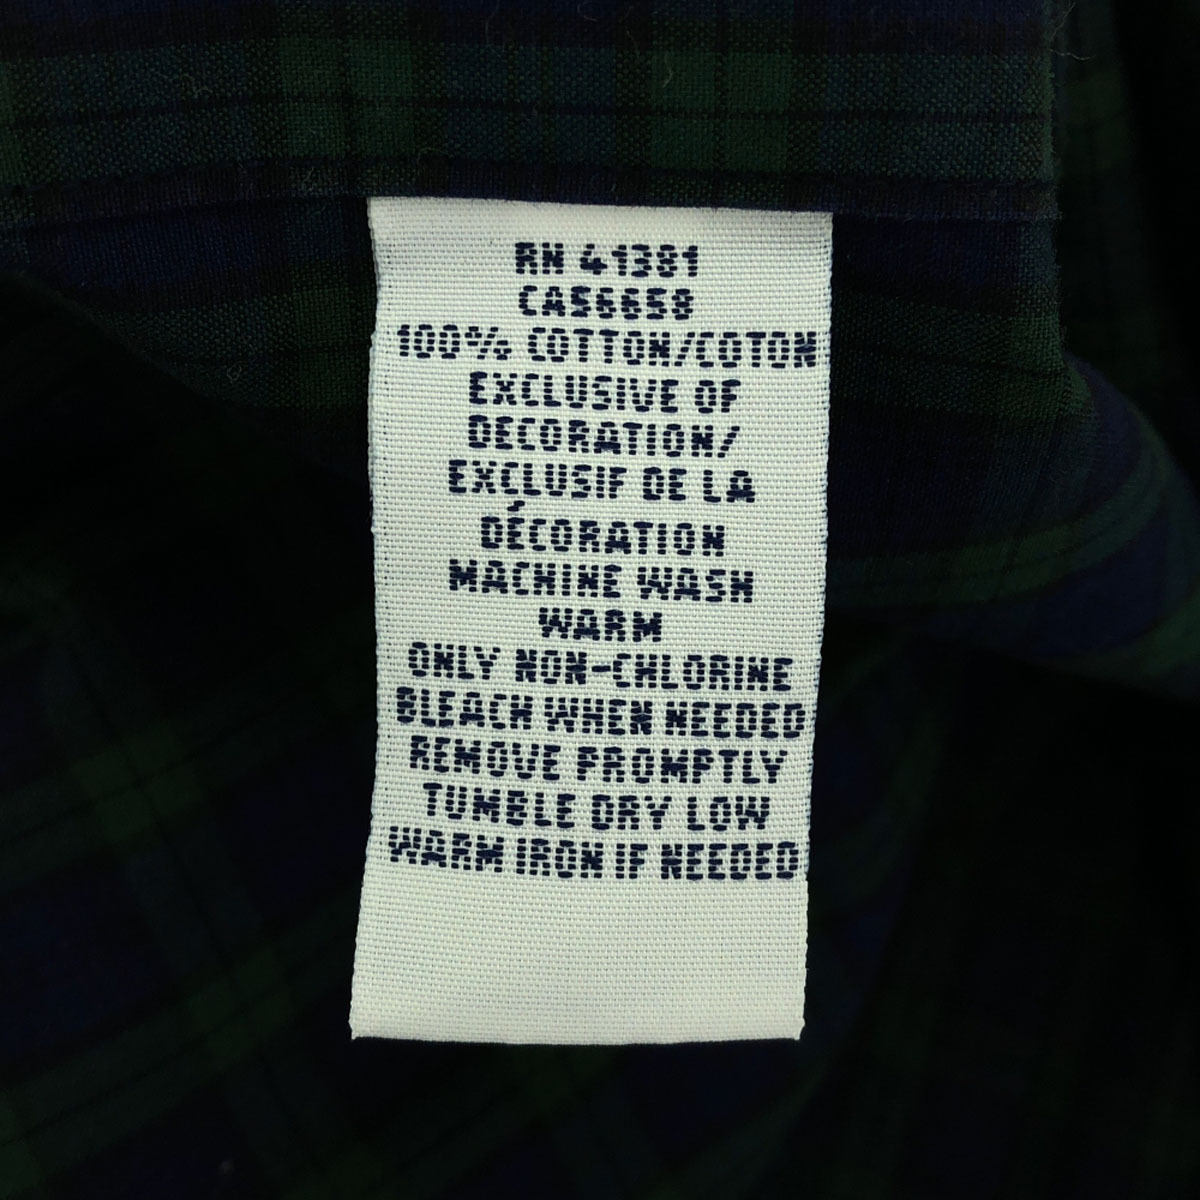 RN 41381
CA56658
100% COTTON/COTON
EXCLUSIVE OF
DECORATION/
EXCLUSIF DE LA
DÉCORATION
MACHINE WASH
WARM
ONLY NON-CHLORINE
BLEACH WHEN NEEDED
REMOVE PROMPTLY
TUMBLE DRY LOW
WARM IRON IF NEEDED